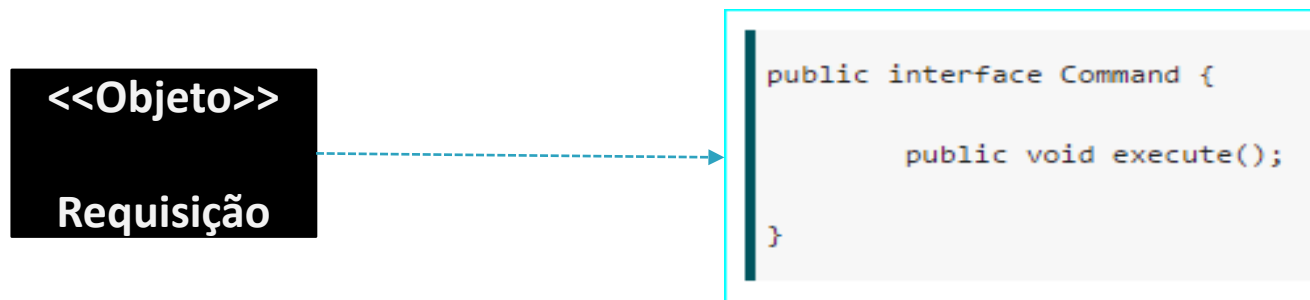 <<Objeto>>
Requisição
public interface Command {
public void execute();
}